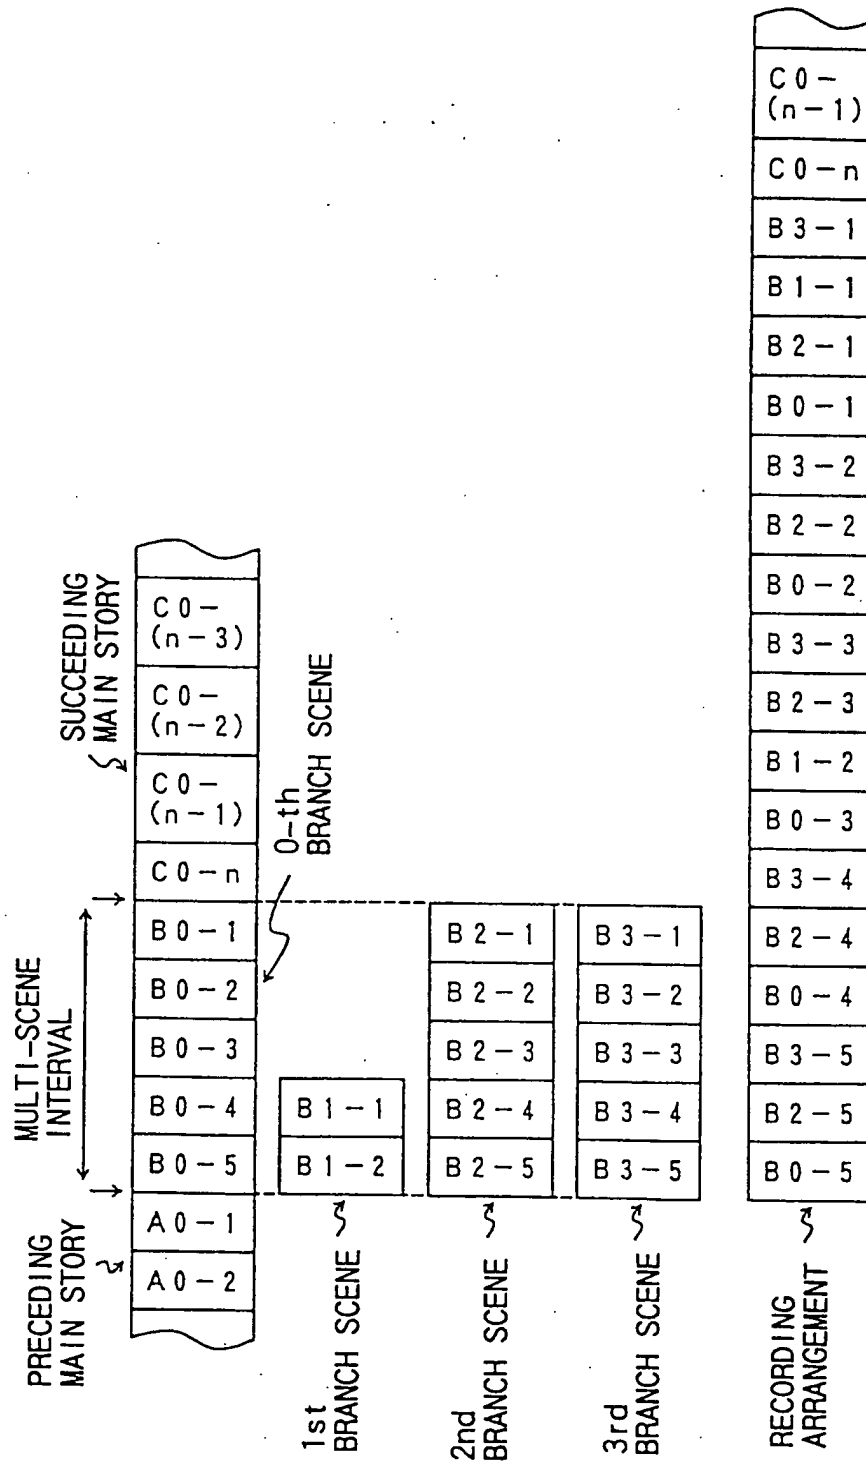 PRECEDING
MAIN STORY
MULTI-SCENE
INTERVAL
SUCCEEDING
MAIN STORY
A0-2
A0-1
B0-5
B0-4
B0-3
B0-2
B0-1
C0-n
C0-
(n-1)
C0-
(n-2)
C0-
(n-3)
0-th
BRANCH SCENE
1st
BRANCH SCENE
B1-2
B1-1
2nd
BRANCH SCENE
B2-5
B2-4
B2-3
B2-2
B2-1
3rd
BRANCH SCENE
B3-5
B3-4
B3-3
B3-2
B3-1
RECORDING
ARRANGEMENT
B0-5
B2-5
B3-5
B0-4
B2-4
B3-4
B0-3
B1-2
B2-3
B3-3
B0-2
B2-2
B3-2
B0-1
B2-1
B1-1
B3-1
C0-n
C0-
(n-1)